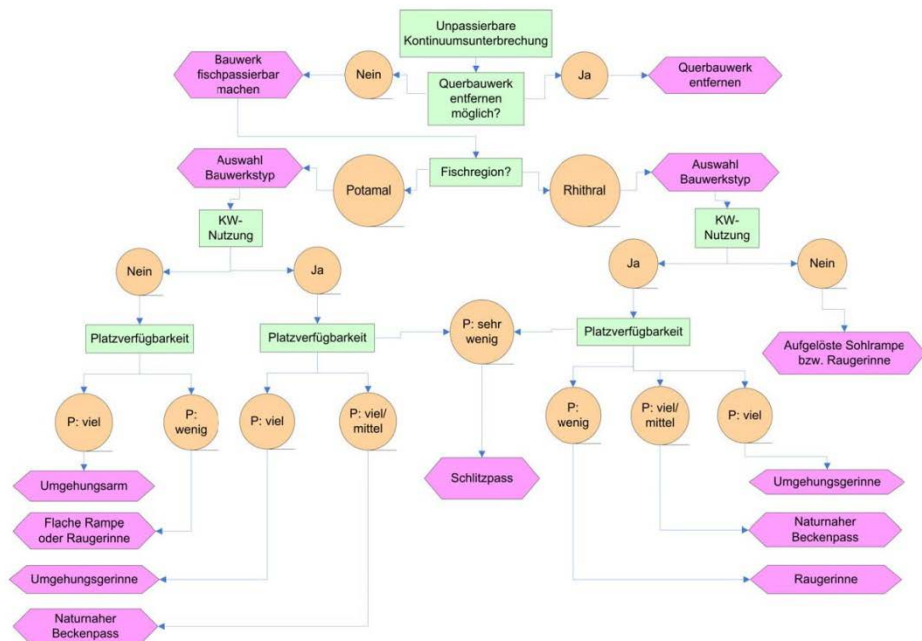 Unpassierbare
Kontinuumsunterbrechung
Bauwerk
fischpassierbar
machen
Nein
Querbauwerk
entfernen
möglich?
Ja
Querbauwerk
entfernen
Auswahl
Bauwerkstyp
Potamal
Fischregion?
Rhithral
Auswahl
Bauwerkstyp
KW-
Nutzung
KW-
Nutzung
Nein
Ja
Ja
Nein
Platzverfügbarkeit
Platzverfügbarkeit
P: sehr
wenig
Platzverfügbarkeit
Aufgelöste Sohlrampe
bzw. Raugerinne
P: viel
P:
wenig
P: viel
P: viel/
mittel
P:
wenig
P: viel/
mittel
P: viel
Umgehungsarm
Schlitzpass
Umgehungsgerinne
Flache Rampe
oder Raugerinne
Naturnaher
Beckenpass
Umgehungsgerinne
Raugerinne
Naturnaher
Beckenpass